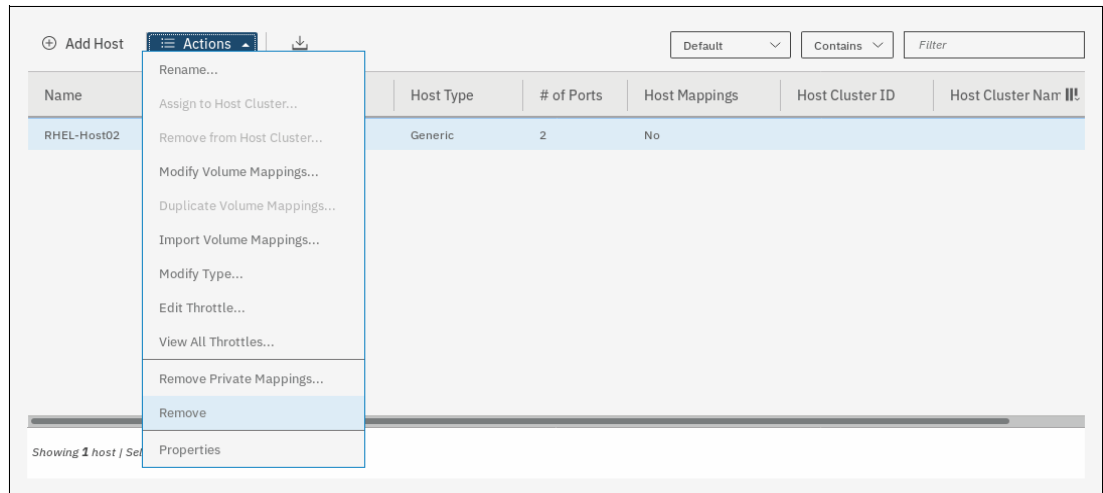 Add Host Actions Default Contains Filter
Rename...
Name Assign to Host Cluster... Host Type # of Ports Host Mappings Host Cluster ID Host Cluster Nam
RHEL-Host02 Remove from Host Cluster... Generic 2 No
Modify Volume Mappings...
Duplicate Volume Mappings...
Import Volume Mappings...
Modify Type...
Edit Throttle...
View All Throttles...
Remove Private Mappings...
Remove
Showing 1 host | Sel Properties